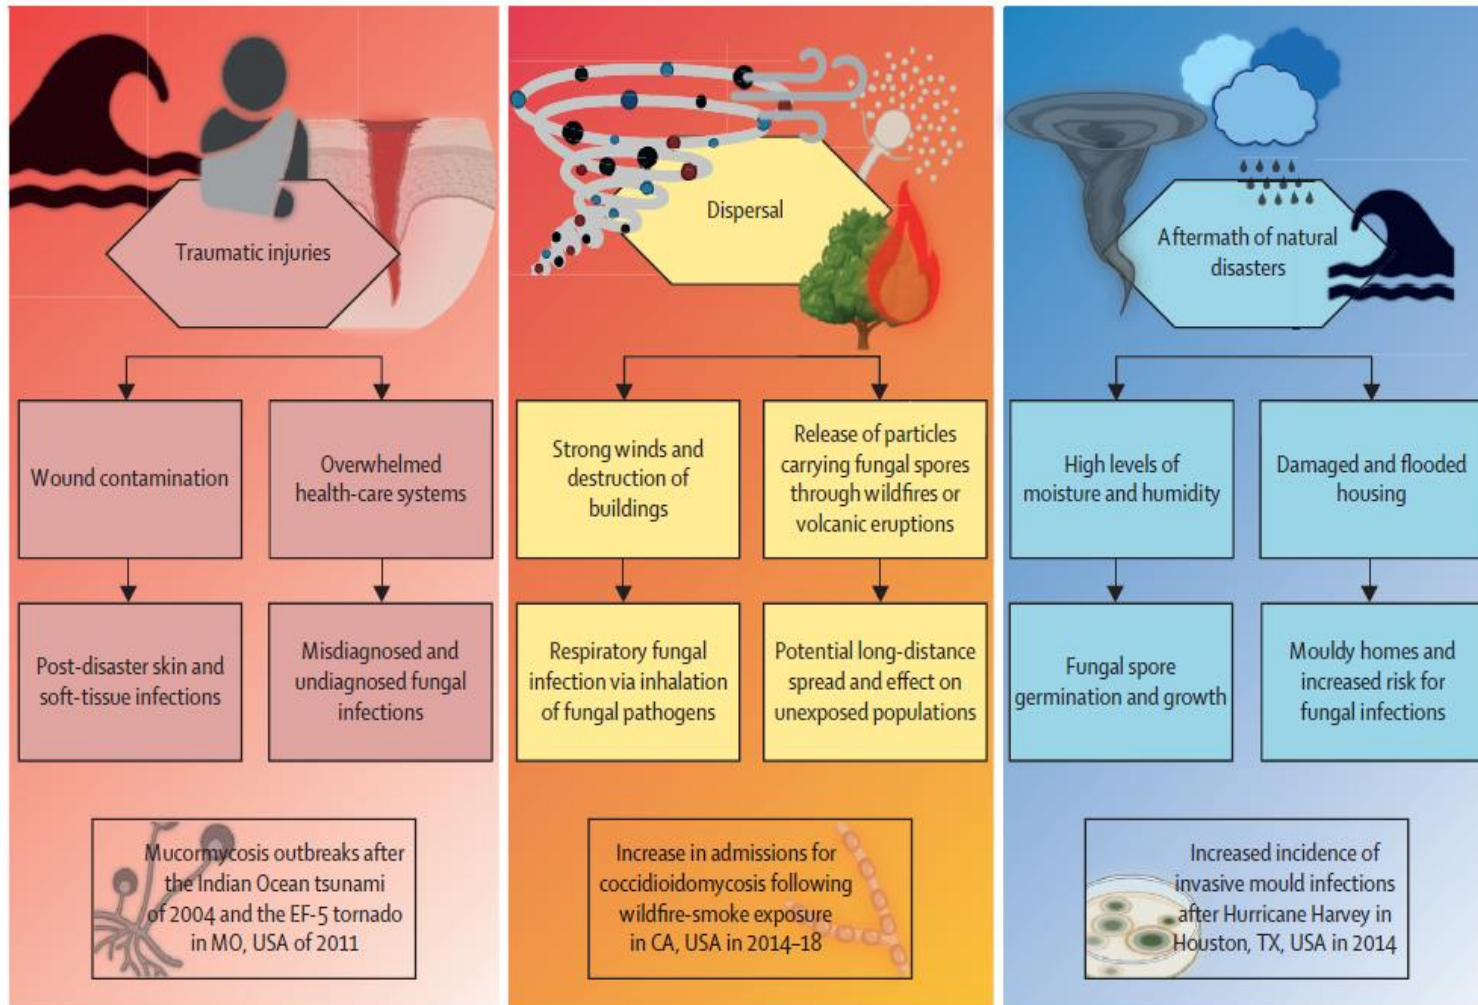 Traumatic injuries
Wound contamination
Overwhelmed
health-care systems
Post-disaster skin and
soft-tissue infections
Misdiagnosed and
undiagnosed fungal
infections
Mucormycosis outbreaks after
the Indian Ocean tsunami
of 2004 and the EF-5 tornado
in MO, USA of 2011
Dispersal
Strong winds and
destruction of
buildings
Release of particles
carrying fungal spores
through wildfires or
volcanic eruptions
Respiratory fungal
infection via inhalation
of fungal pathogens
Potential long-distance
spread and effect on
unexposed populations
Increase in admissions for
coccidioidomycosis following
wildfire-smoke exposure
in CA, USA in 2014–18
Aftermath of natural
disasters
High levels of
moisture and humidity
Damaged and flooded
housing
Fungal spore
germination and growth
Mouldy homes and
increased risk for
fungal infections
Increased incidence of
invasive mould infections
after Hurricane Harvey in
Houston, TX, USA in 2014